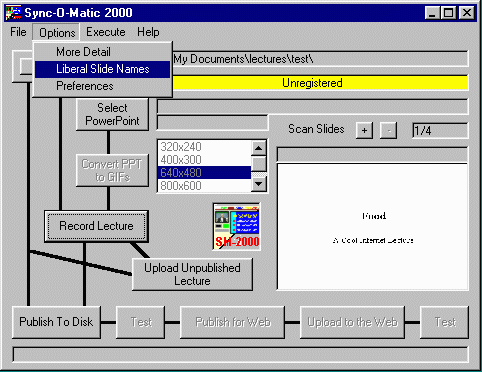 Sync-O-Matic 2000
File Options Execute Help
More Detail
Liberal Slide Names
Preferences
My Documents\lectures\test\
Unregistered
Select
PowerPoint
Scan Slides + - 1/4
Convert PPT
to GIFs
320x240
400x300
640x480
800x600
Record Lecture
SM-2000
A Cool Internet Lecture
Upload Unpublished
Lecture
Publish To Disk
Test
Publish for Web
Upload to the Web
Test